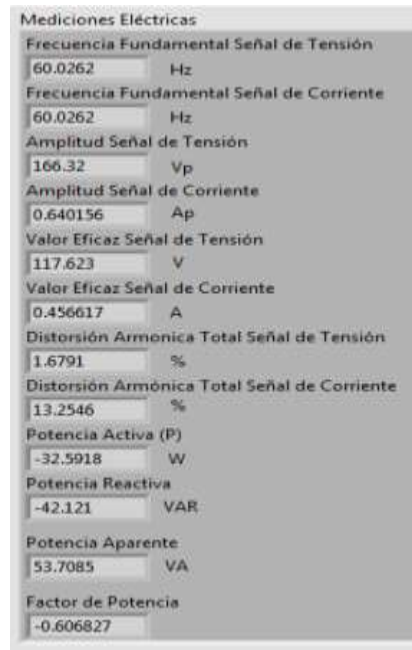 Mediciones Eléctricas
Frecuencia Fundamental Señal de Tensión
60.0262 Hz
Frecuencia Fundamental Señal de Corriente
60.0262 Hz
Amplitud Señal de Tensión
166.32 Vp
Amplitud Señal de Corriente
0.640156 Ap
Valor Eficaz Señal de Tensión
117.623 V
Valor Eficaz Señal de Corriente
0.456617 A
Distorsión Armonica Total Señal de Tensión
1.6791 %
Distorsión Armónica Total Señal de Corriente
13.2546 %
Potencia Activa (P)
-32.5918 W
Potencia Reactiva
-42.121 VAR
Potencia Aparente
53.7085 VA
Factor de Potencia
-0.606827